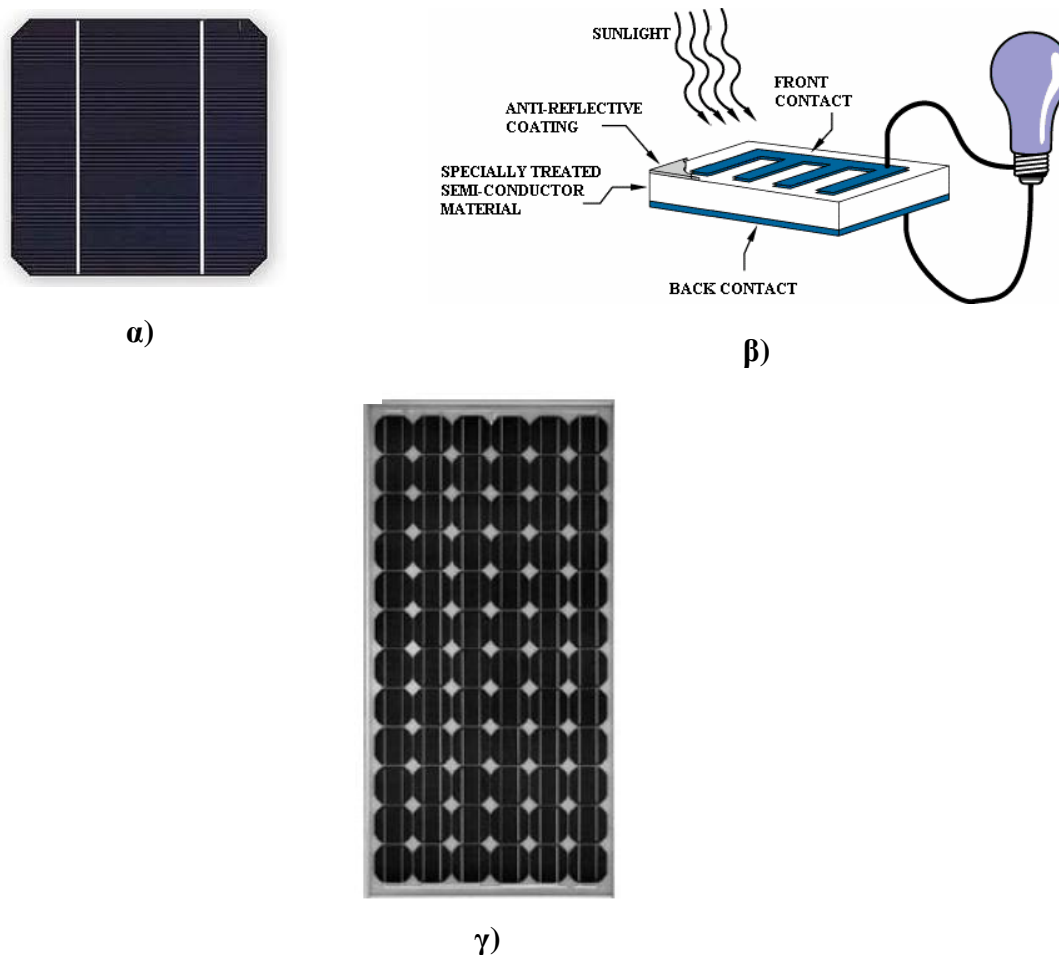 SUNLIGHT
FRONT
CONTACT
ANTI-REFLECTIVE
COATING
SPECIALLY TREATED
SEMI-CONDUCTOR
MATERIAL
BACK CONTACT
α)
β)
γ)